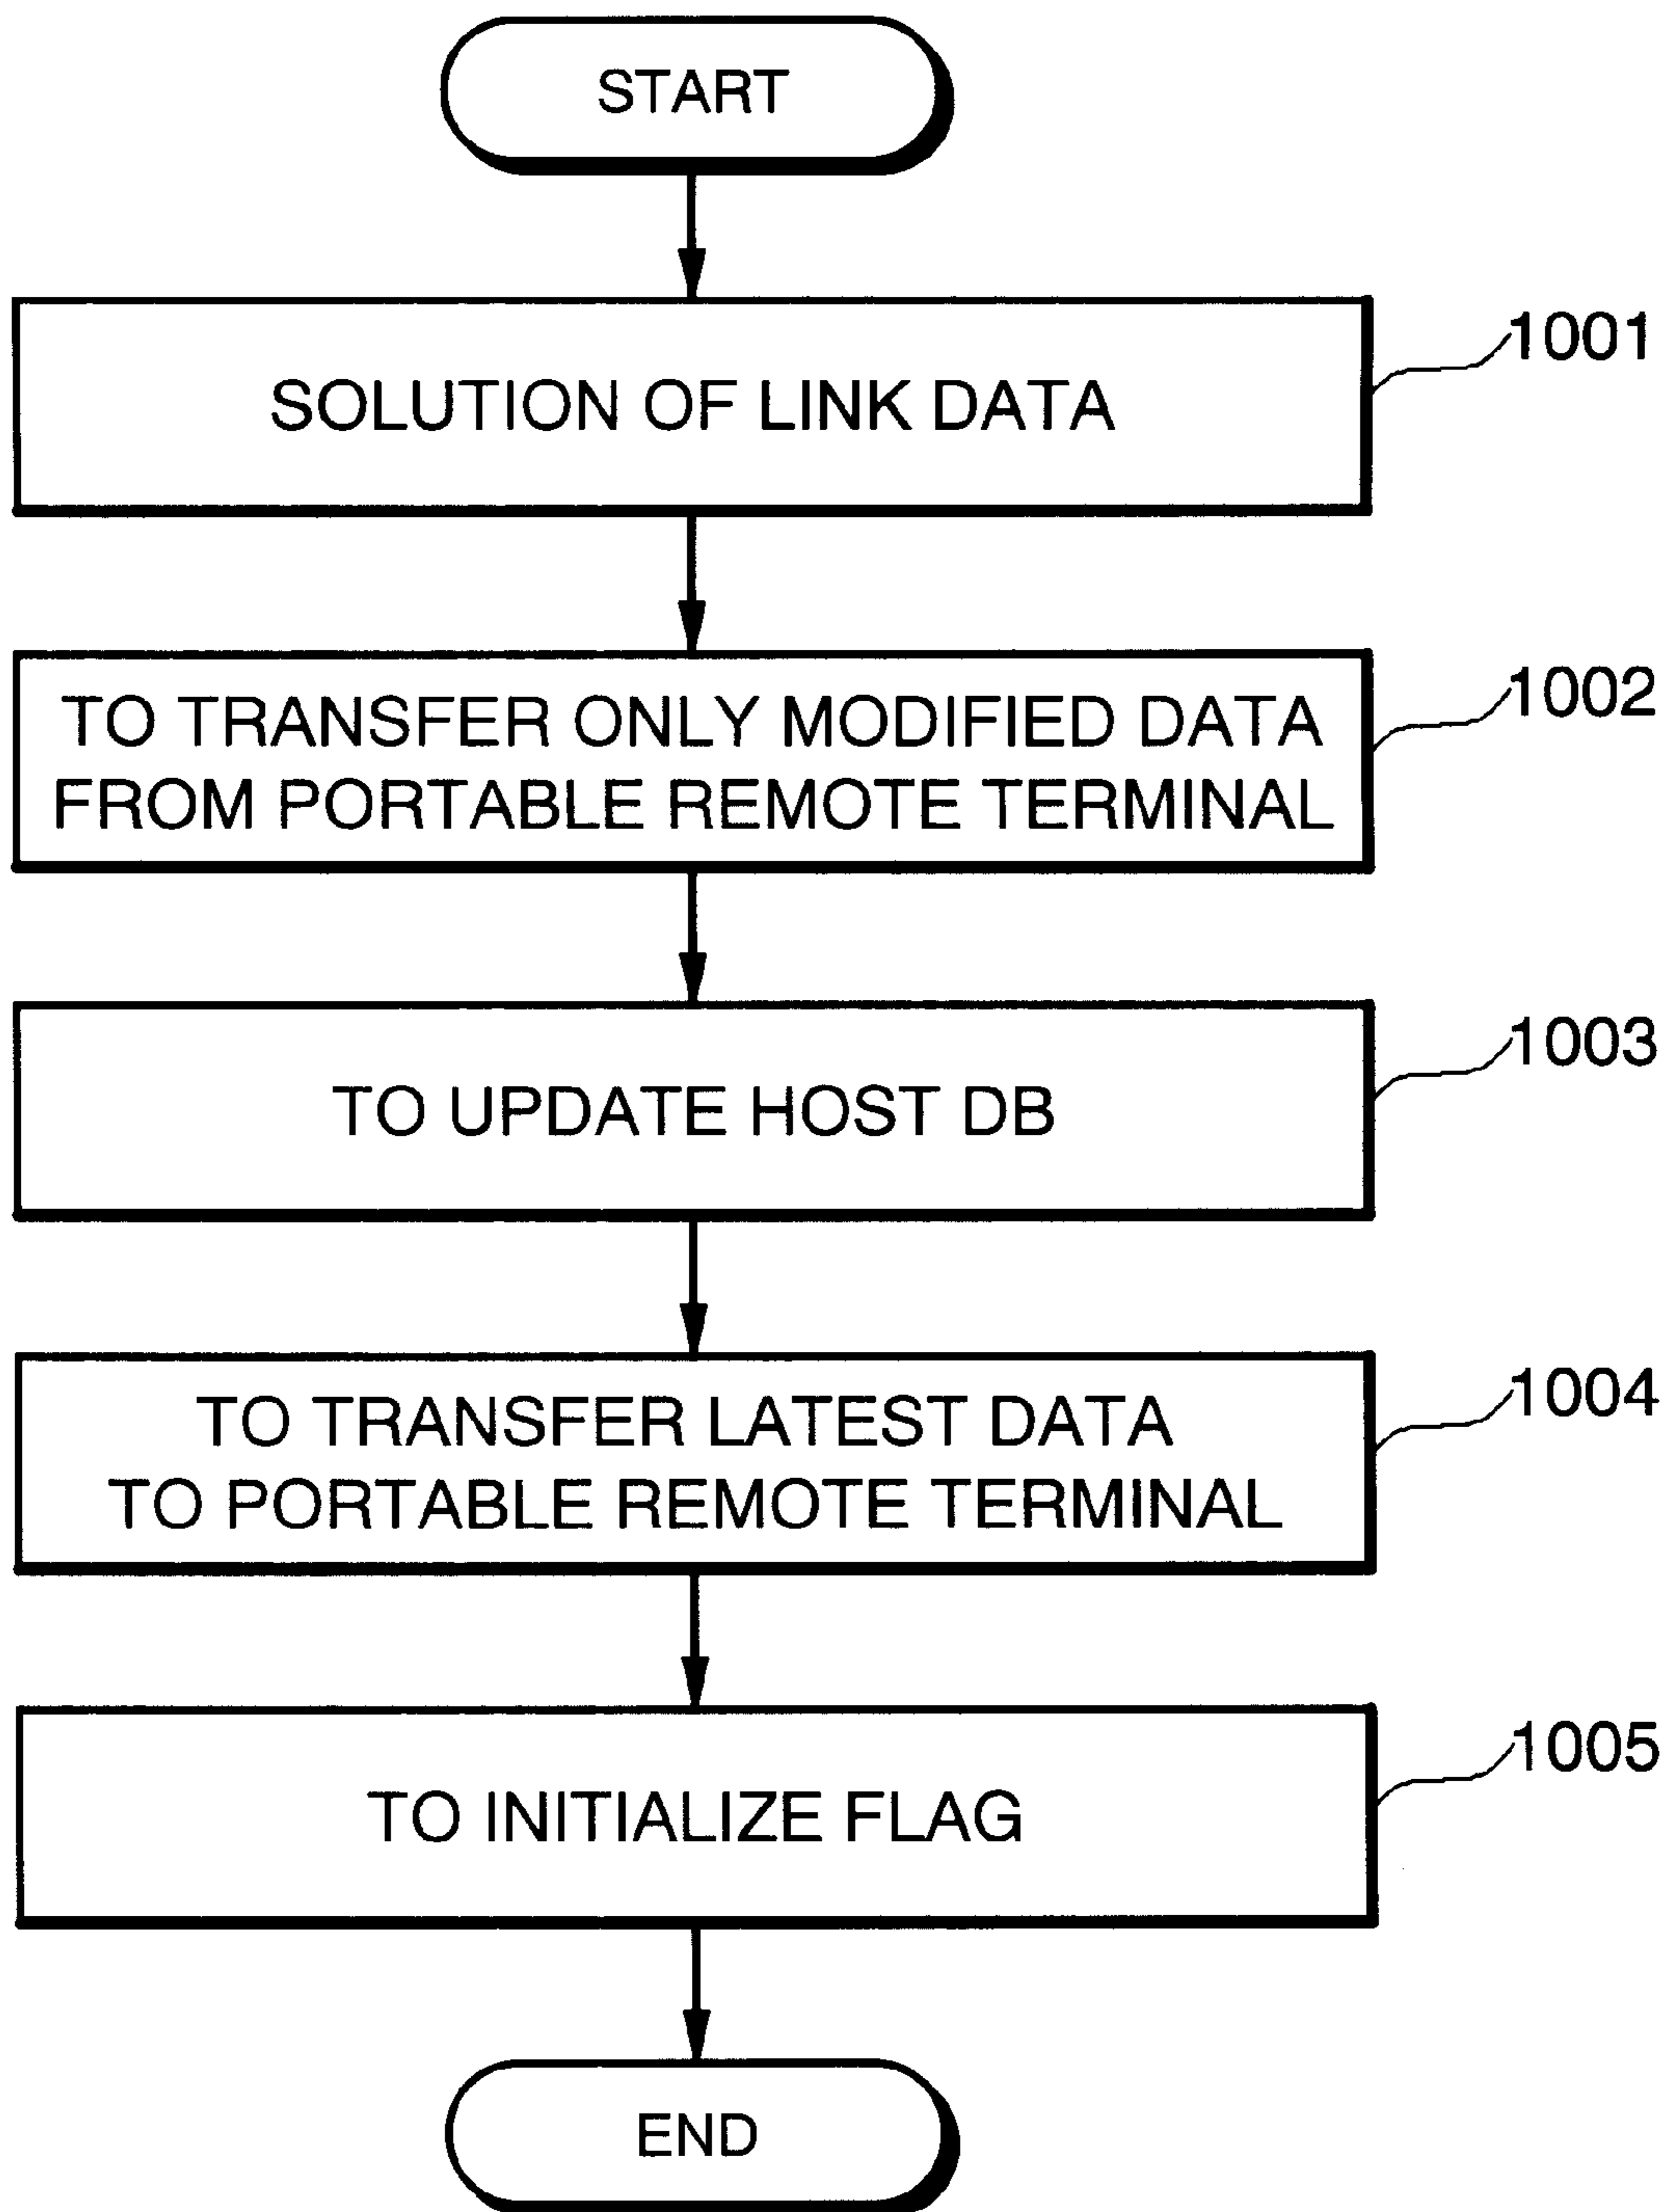 START
SOLUTION OF LINK DATA
1001
TO TRANSFER ONLY MODIFIED DATA
FROM PORTABLE REMOTE TERMINAL
1002
TO UPDATE HOST DB
1003
TO TRANSFER LATEST DATA
TO PORTABLE REMOTE TERMINAL
1004
TO INITIALIZE FLAG
1005
END